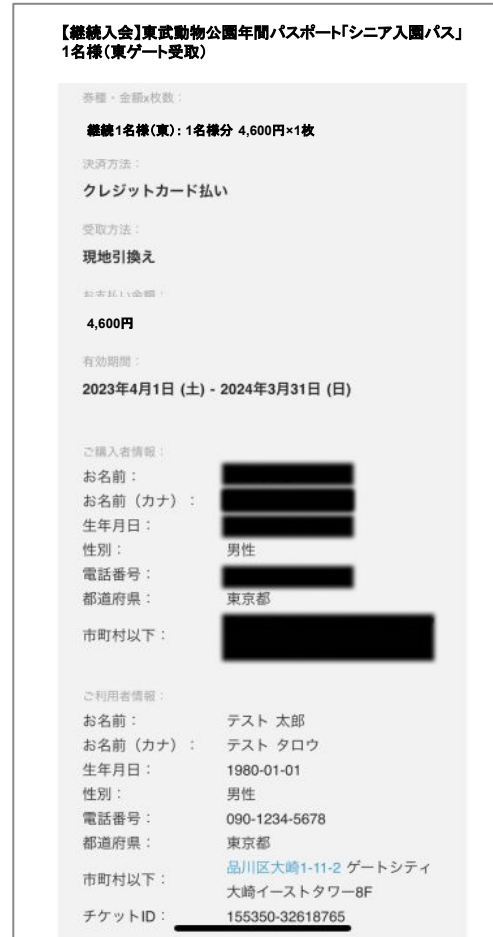 【継続入会】東武動物公園年間パスポート「シニア入園パス」
1名様（東ゲート受取）
券種・金額x枚数：
継続1名様（東）：1名様分 4,600円×1枚
決済方法：
クレジットカード払い
受取方法：
現地引換え
お支払い金額：
4,600円
有効期間：
2023年4月1日 (土) - 2024年3月31日 (日)
ご購入者情報：
お名前：
お名前（カナ）：
生年月日：
性別： 男性
電話番号：
都道府県： 東京都
市町村以下：
ご利用者情報：
お名前： テスト 太郎
お名前（カナ）： テスト タロウ
生年月日： 1980-01-01
性別： 男性
電話番号： 090-1234-5678
都道府県： 東京都
市町村以下： 品川区大崎1-11-2 ゲートシティ
大崎イーストタワー8F
チケットID： 155350-32618765